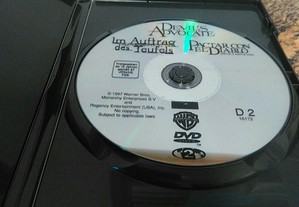 DEVIL'S
ADVOCATE
Im Auftrag
des Teufels
PACTAR CON
EL DIABLO
© 1997 Warner Bros.
Monarchy Enterprises B.V.
and
Regency Entertainment (USA), Inc.
No copying.
Subject to applicable laws.
D 2
DVD
2